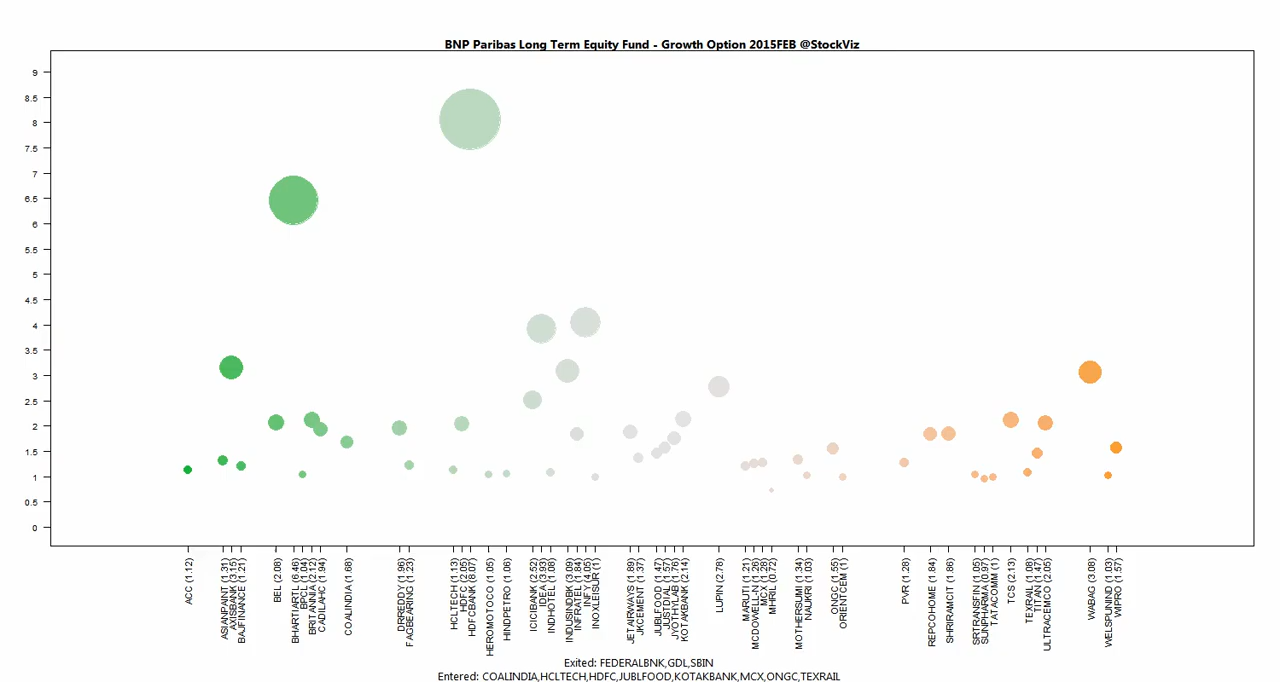 BNP Paribas Long Term Equity Fund - Growth Option 2015FEB @StockViz
9
8.5
8
7.5
7
6.5
6
5.5
5
4.5
4
3.5
3
2.5
2
1.5
1
0.5
0
ACC (1.12)
ASIANPAINT (1.31)
AXISBANK (3.15)
BAJFINANCE (1.21)
BEL (2.08)
BHARTIARTL (6.46)
BPCL (1.04)
BRITANNIA (2.12)
CADILAHC (1.94)
COALINDIA (1.68)
DRREDDY (1.96)
FAGBEARING (1.23)
HCLTECH (1.13)
HDFC (2.05)
HDFCBANK (8.07)
HEROMOTOCO (1.05)
HINDPETRO (1.06)
ICICIBANK (2.52)
IDEA (3.93)
INDHOTEL (1.08)
INDUSINDBK (3.09)
INFRATEL (1.84)
INFY (4.05)
INOXLEISUR (1)
JETAIRWAYS (1.89)
JKCEMENT (1.37)
JUBLFOOD (1.47)
JUSTDIAL (1.57)
JYOTHYLAB (1.76)
KOTAKBANK (2.14)
LUPIN (2.78)
MARUTI (1.21)
MCDOWELL-N (1.26)
MCX (1.28)
MHRIL (0.72)
MOTHERSUMI (1.34)
NAUKRI (1.03)
ONGC (1.55)
ORIENTCEM (1)
PVR (1.28)
REPCOHOME (1.84)
SHRIRAMCIT (1.86)
SRTRANSFIN (1.05)
SUNPHARMA (0.97)
TATACOMM (1)
TCS (2.13)
TEXRAIL (1.08)
TITAN (1.47)
ULTRACEMCO (2.05)
WABAG (3.08)
WELSPUNIND (1.03)
WIPRO (1.57)
Exited: FEDERALBNK,GDL,SBIN
Entered: COALINDIA,HCLTECH,HDFC,JUBLFOOD,KOTAKBANK,MCX,ONGC,TEXRAIL